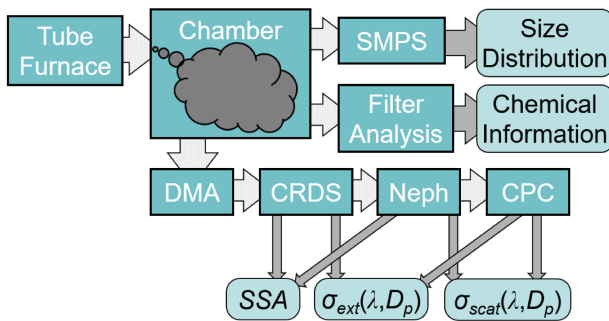 Tube
Furnace
Chamber
SMPS
Size
Distribution
Filter
Analysis
Chemical
Information
DMA
CRDS
Neph
CPC
SSA
σext(λ,Dp)
σscat(λ,Dp)